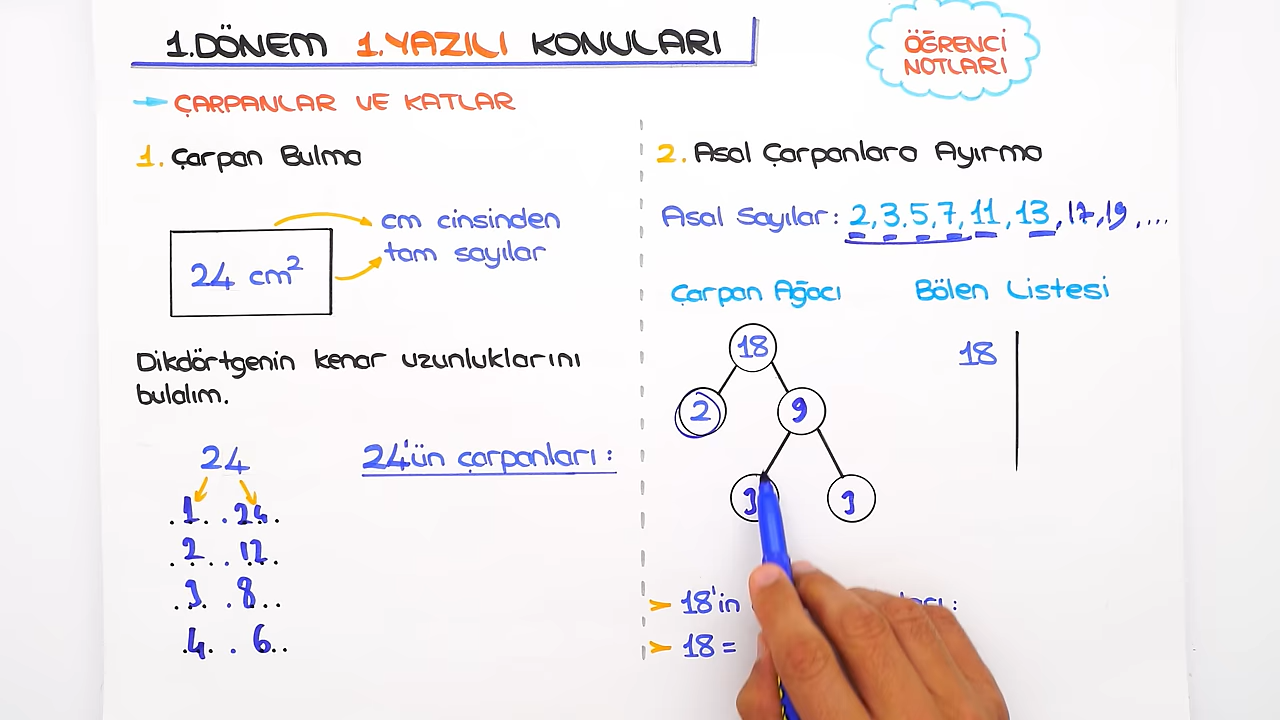 1.DÖNEM 1.YAZILI KONULARI
ÖĞRENCİ
NOTLARI
ÇARPANLAR VE KATLAR
1. Çarpan Bulma
24 cm²
cm cinsinden
tam sayılar
Dikdörtgenin kenar uzunluklarını
bulalım.
24
1 24
2 12
3 8
4 6
24'ün çarpanları:
2. Asal Çarpanlara Ayırma
Asal Sayılar: 2, 3, 5, 7, 11, 13, 17, 19, ...
Çarpan Ağacı
18
2 9
3 3
Bölen Listesi
18
18'in
18 =